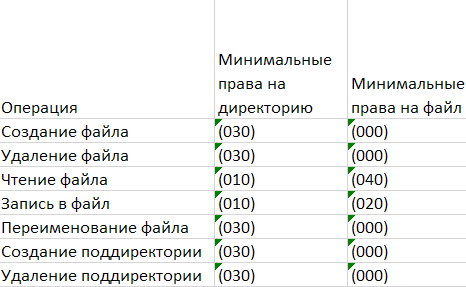 Операция
Минимальные
права на
директорию
Минимальные
права на файл
Создание файла (030) (000)
Удаление файла (030) (000)
Чтение файла (010) (040)
Запись в файл (010) (020)
Переименование файла (030) (000)
Создание поддиректории (030) (000)
Удаление поддиректории (030) (000)